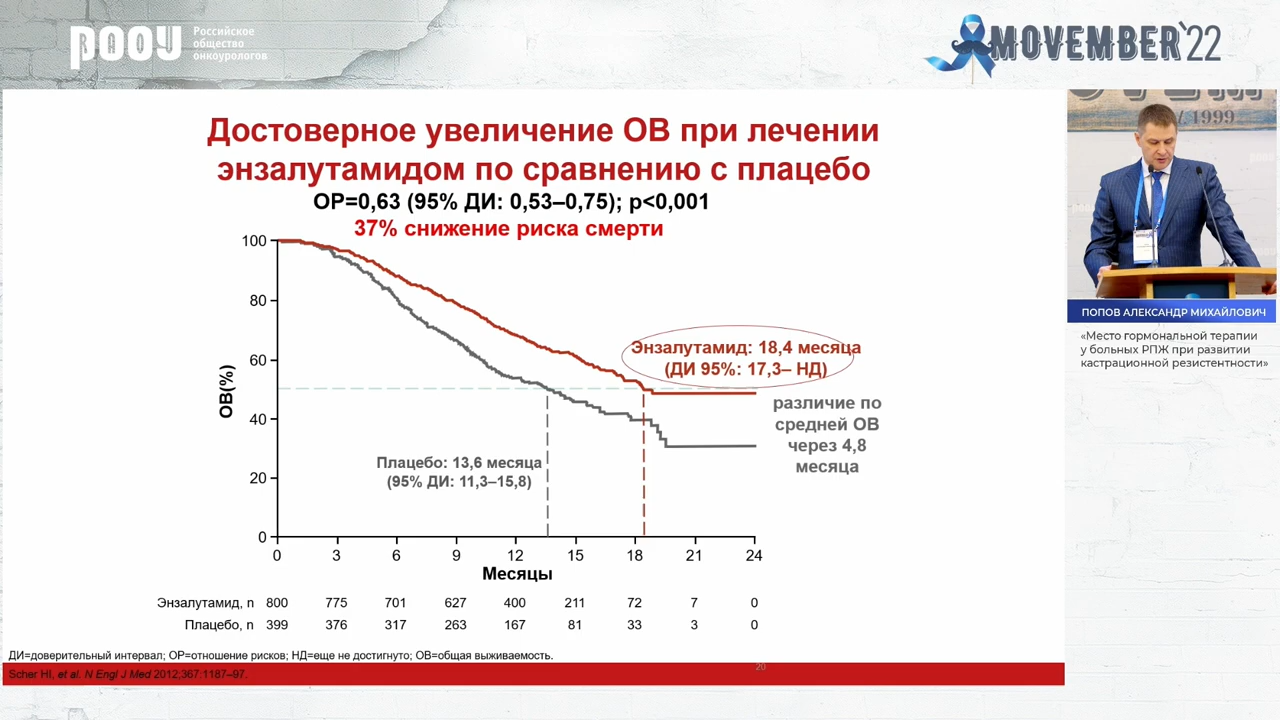 РООУ
Российское
общество
онкоурологов
MOVEMBER'22
Достоверное увеличение ОВ при лечении
энзалутамидом по сравнению с плацебо
ОР=0,63 (95% ДИ: 0,53–0,75); p<0,001
37% снижение риска смерти
100
80
60
40
20
0
ОВ(%)
Энзалутамид: 18,4 месяца
(ДИ 95%: 17,3– НД)
различие по
средней ОВ
через 4,8
месяца
Плацебо: 13,6 месяца
(95% ДИ: 11,3–15,8)
0 3 6 9 12 15 18 21 24
Месяцы
Энзалутамид, n 800 775 701 627 400 211 72 7 0
Плацебо, n 399 376 317 263 167 81 33 3 0
ДИ=доверительный интервал; ОР=отношение рисков; НД=еще не достигнуто; ОВ=общая выживаемость.
Scher HI, et al. N Engl J Med 2012;367:1187–97.
20
/ 1999
ПОПОВ АЛЕКСАНДР МИХАЙЛОВИЧ
«Место гормональной терапии
у больных РПЖ при развитии
кастрационной резистентности»